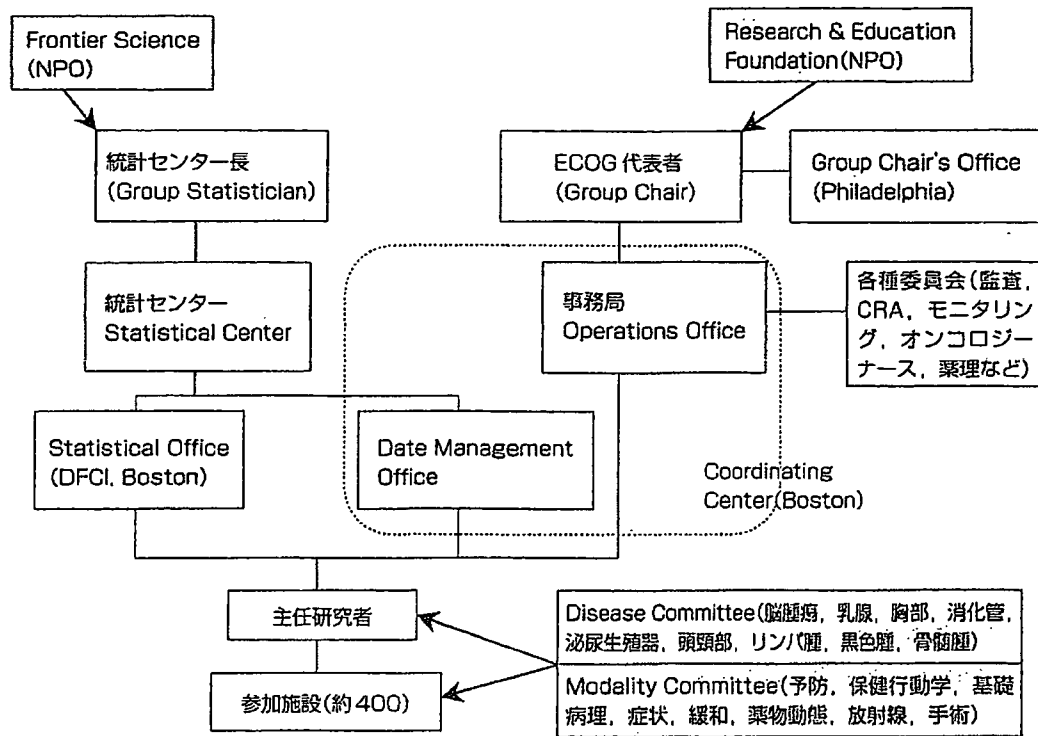 Frontier Science
(NPO)
Research & Education
Foundation(NPO)
統計センター長
(Group Statistician)
ECOG 代表者
(Group Chair)
Group Chair's Office
(Philadelphia)
統計センター
Statistical Center
事務局
Operations Office
各種委員会(監査,
CRA, モニタリン
グ, オンコロジー
ナース, 薬理など)
Statistical Office
(DFCI, Boston)
Date Management
Office
Coordinating
Center(Boston)
主任研究者
参加施設(約400)
Disease Committee(脳腫瘍, 乳腺, 胸部, 消化管,
泌尿生殖器, 頭頸部, リンパ腫, 黒色腫, 骨髄腫)
Modality Committee(予防, 保健行動学, 基礎
病理, 症状, 緩和, 薬物動態, 放射線, 手術)